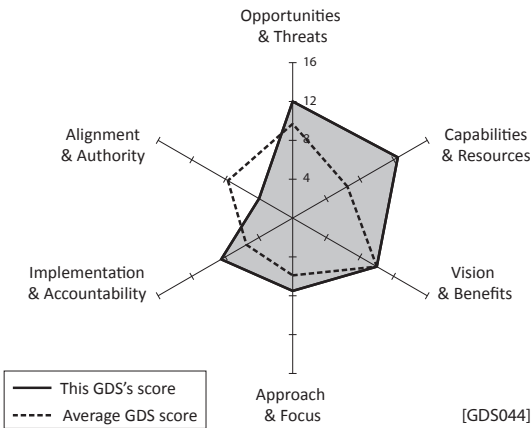 Opportunities
& Threats
16
12
8
4
Alignment
& Authority
Capabilities
& Resources
Implementation
& Accountability
Vision
& Benefits
Approach
& Focus
This GDS's score
Average GDS score
[GDS044]